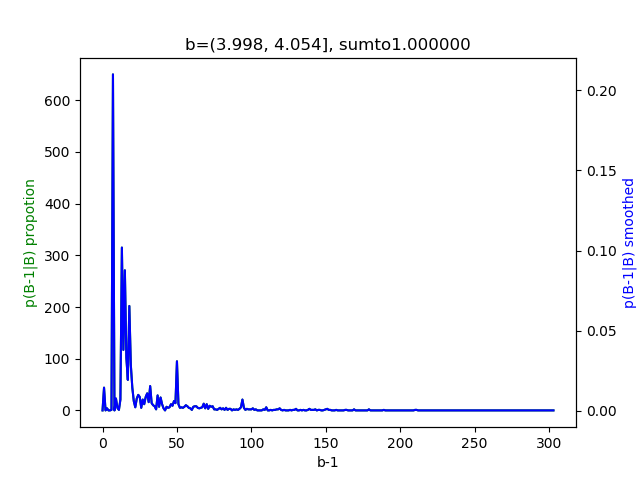 b=(3.998, 4.054], sumto1.000000
600
500
400
300
200
100
0
p(B-1|B) propotion
0.20
0.15
0.10
0.05
0.00
p(B-1|B) smoothed
0 50 100 150 200 250 300
b-1